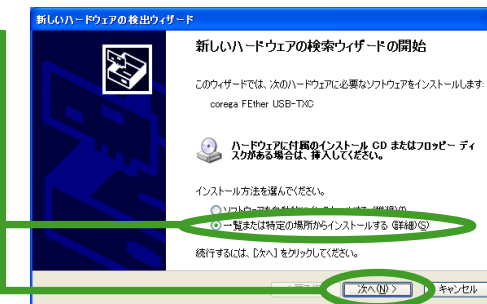 新しいハードウェアの検出ウィザード
新しいハードウェアの検索ウィザードの開始
このウィザードでは、次のハードウェアに必要なソフトウェアをインストールします:
corega FEther USB-TXC
ハードウェアに付属のインストール CD またはフロッピー ディ
スクがある場合は、挿入してください。
インストール方法を選んでください。
一覧または特定の場所からインストールする (詳細)(S)
続行するには、[次へ] をクリックしてください。
次へ(N) >
キャンセル